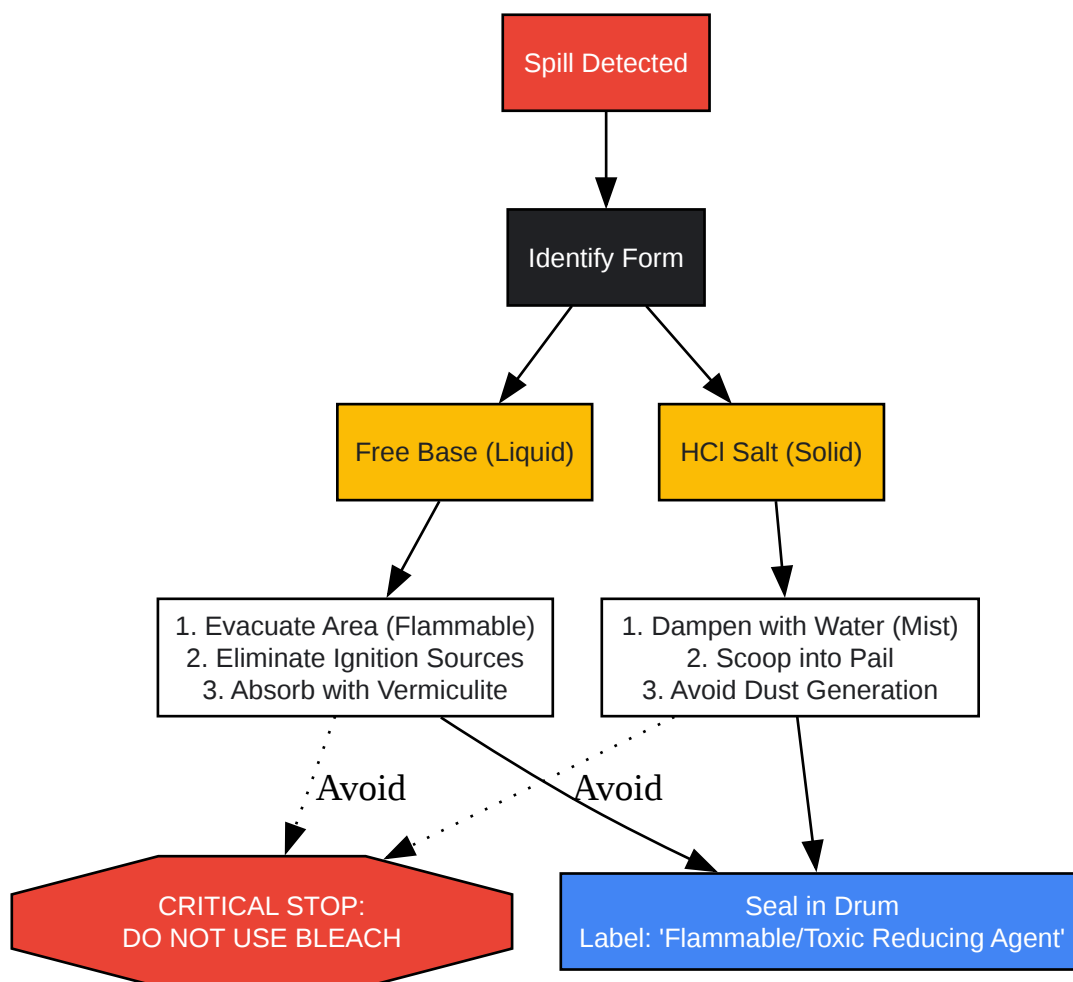 Spill Detected
Identify Form
Free Base (Liquid)
HCl Salt (Solid)
1. Evacuate Area (Flammable)
2. Eliminate Ignition Sources
3. Absorb with Vermiculite
1. Dampen with Water (Mist)
2. Scoop into Pail
3. Avoid Dust Generation
Avoid
Avoid
CRITICAL STOP:
DO NOT USE BLEACH
Seal in Drum
Label: 'Flammable/Toxic Reducing Agent'